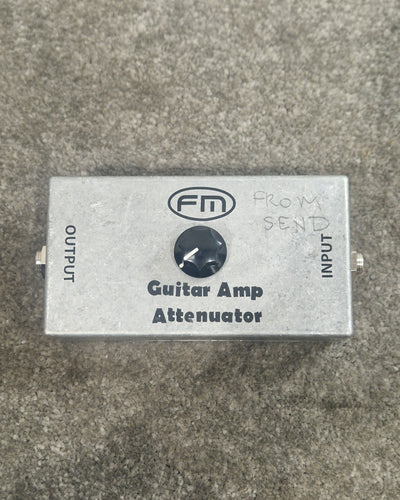 FM
FROM
SEND
OUTPUT
INPUT
Guitar Amp
Attenuator